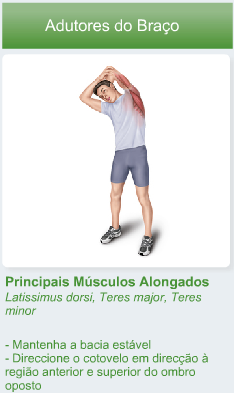 Adutores do Braço
Principais Músculos Alongados
Latissimus dorsi, Teres major, Teres
minor
- Mantenha a bacia estável
- Direccione o cotovelo em direcção à
região anterior e superior do ombro
oposto